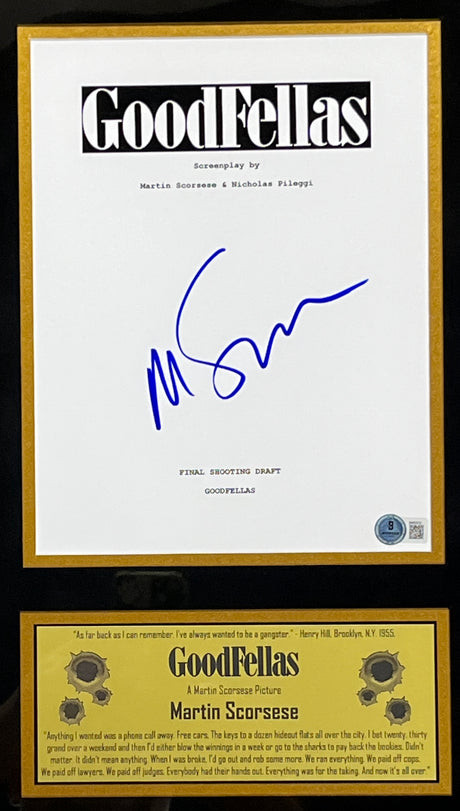 GoodFellas
Screenplay by
Martin Scorsese & Nicholas Pileggi
FINAL SHOOTING DRAFT
GOODFELLAS
"As far back as I can remember, I've always wanted to be a gangster." - Henry Hill, Brooklyn, N.Y. 1955.
GoodFellas
A Martin Scorsese Picture
Martin Scorsese
"Anything I wanted was a phone call away. Free cars. The keys to a dozen hideout flats all over the city. I bet twenty, thirty
grand over a weekend and then I'd either blow the winnings in a week or go to the sharks to pay back the bookies. Didn't
matter. It didn't mean anything. When I was broke, I'd go out and rob some more. We ran everything. We paid off cops.
We paid off lawyers. We paid off judges. Everybody had their hands out. Everything was for the taking. And now it's all over."